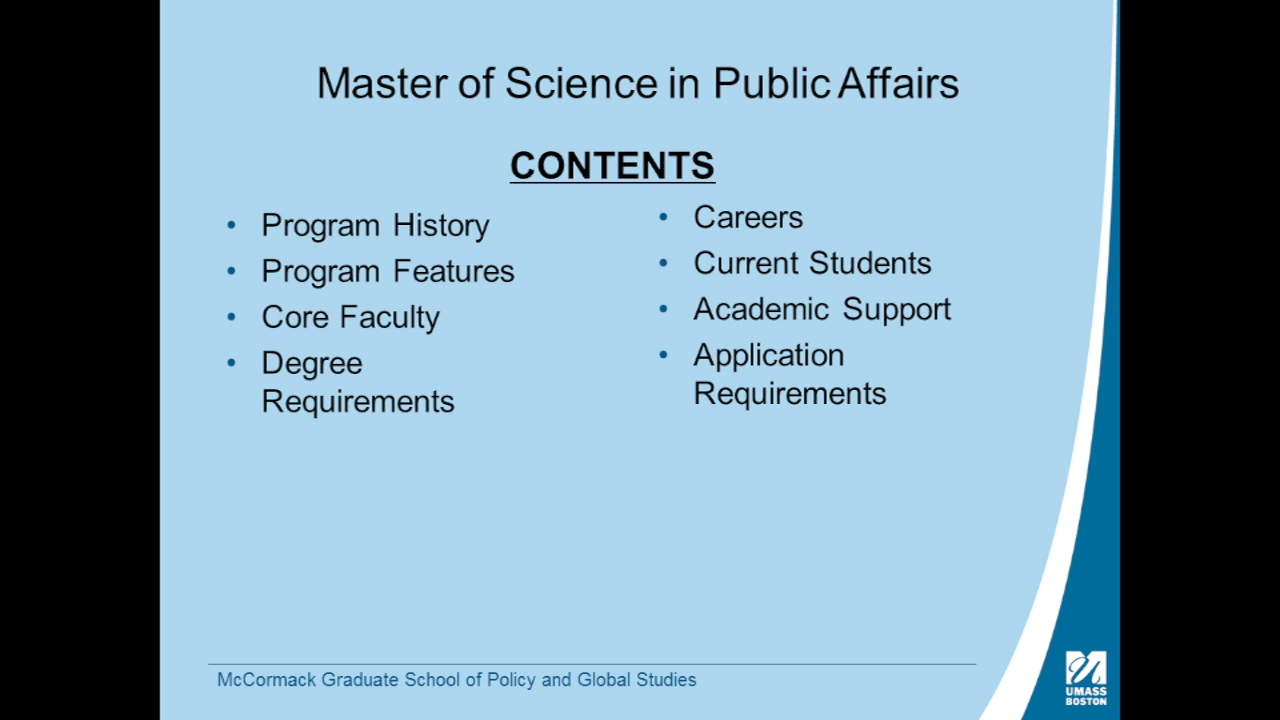 Master of Science in Public Affairs
CONTENTS
• Program History
• Program Features
• Core Faculty
• Degree
Requirements
• Careers
• Current Students
• Academic Support
• Application
Requirements
McCormack Graduate School of Policy and Global Studies
UMASS
BOSTON